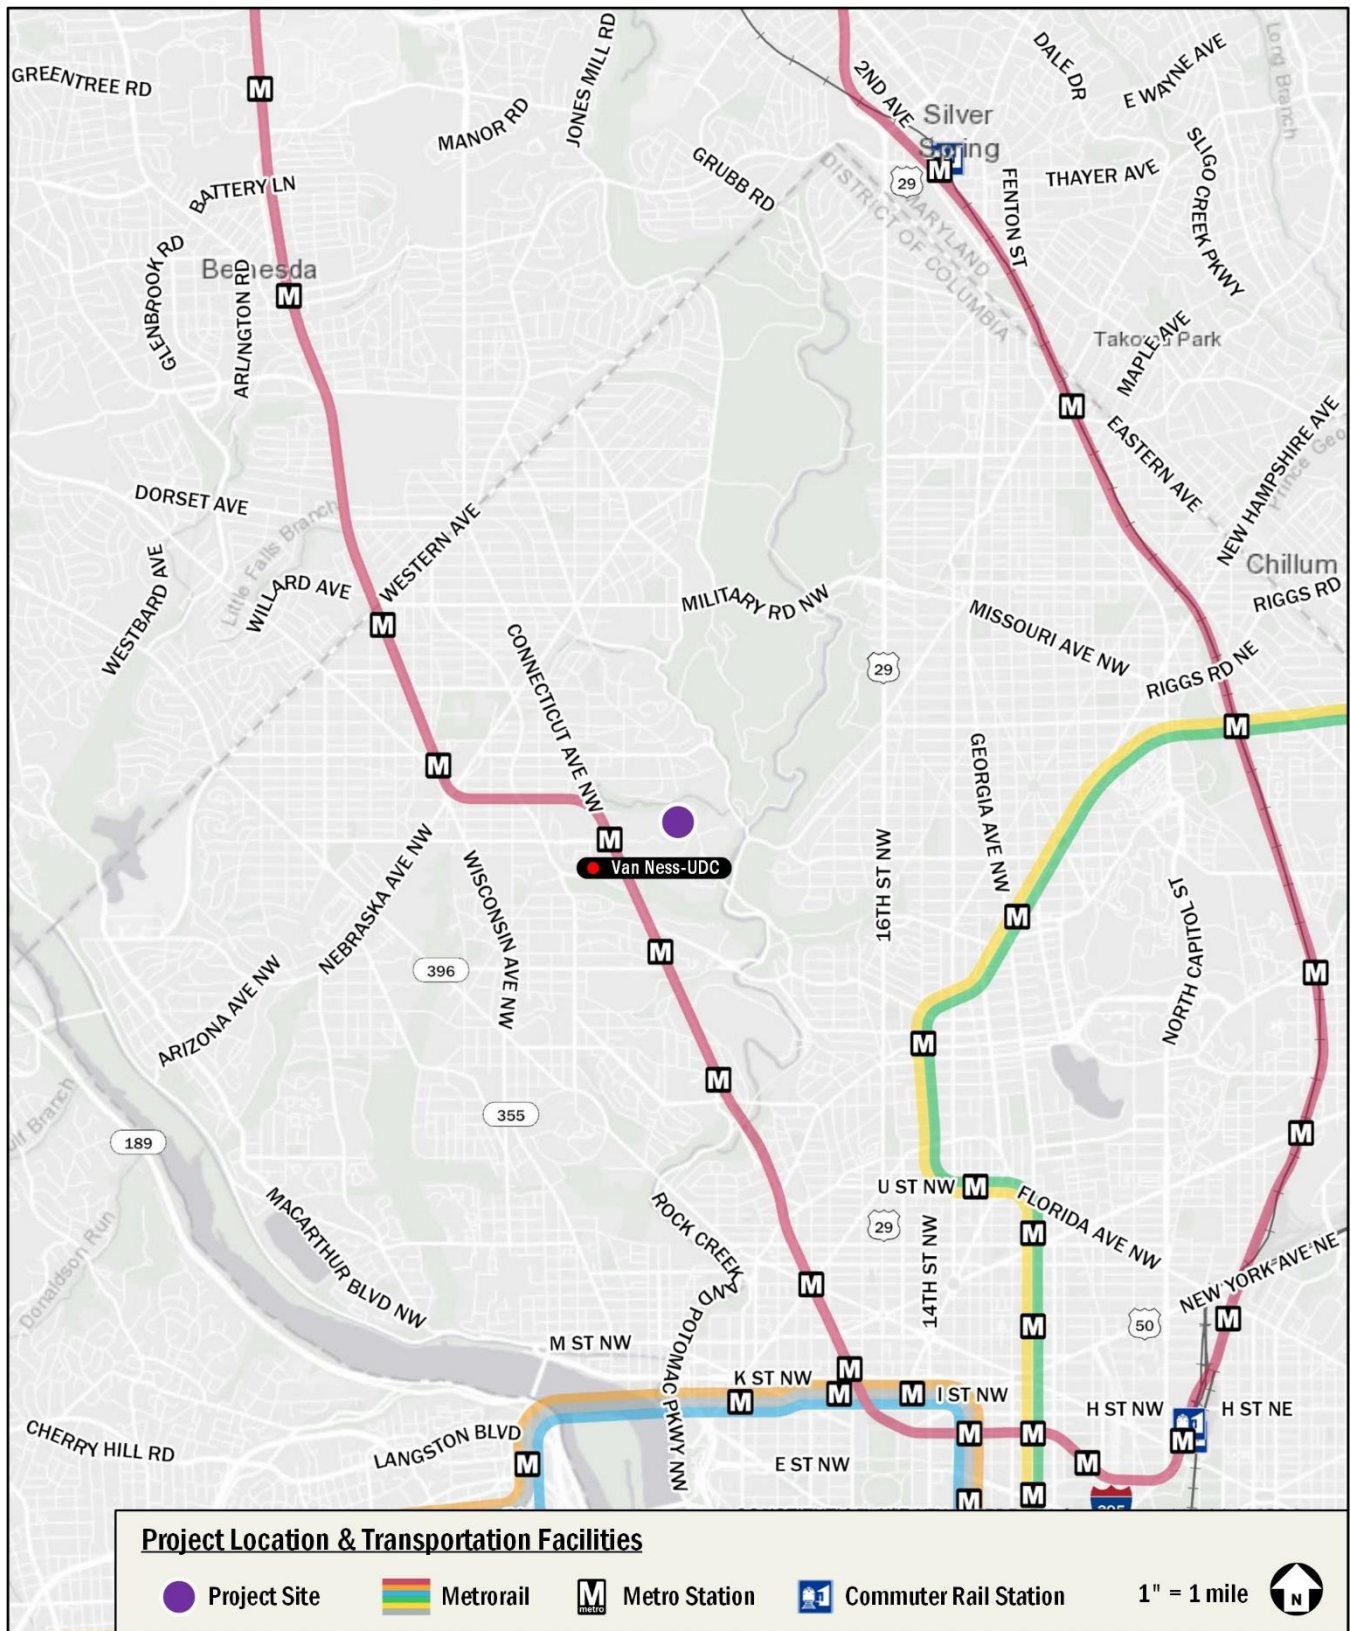 GREENTREE RD
MANOR RD
JONES MILL RD
2ND AVE
Silver
Spring
DALE DR
E WAYNE AVE
Long Branch
BATTERY LN
GRUBB RD
29
FENTON ST
THAYER AVE
SLIGO CREEK PKWY
MARYLAND
DISTRICT OF COLUMBIA
GLENBROOK RD
Bethesda
ARLINGTON RD
Takoma Park
MAPLE AVE
EASTERN AVE
NEW HAMPSHIRE AVE
Prince Geo
DORSET AVE
Little Falls Branch
WESTERN AVE
WESTBARD AVE
WILLARD AVE
MILITARY RD NW
MISSOURI AVE NW
Chillum
RIGGS RD
RIGGS RD NE
29
CONNECTICUT AVE NW
GEORGIA AVE NW
Van Ness-UDC
NEBRASKA AVE NW
WISCONSIN AVE NW
16TH ST NW
NORTH CAPITOL ST
396
ARIZONA AVE NW
355
189
Donaldson Run
MACARTHUR BLVD NW
ROCK CREEK AND POTOMAC PKWY NW
U ST NW
FLORIDA AVE NW
29
14TH ST NW
NEW YORK AVE NE
50
M ST NW
K ST NW
I ST NW
H ST NW
H ST NE
CHERRY HILL RD
LANGSTON BLVD
E ST NW
Project Location & Transportation Facilities
Project Site
Metrorail
M metro
Metro Station
Commuter Rail Station
1" = 1 mile
N